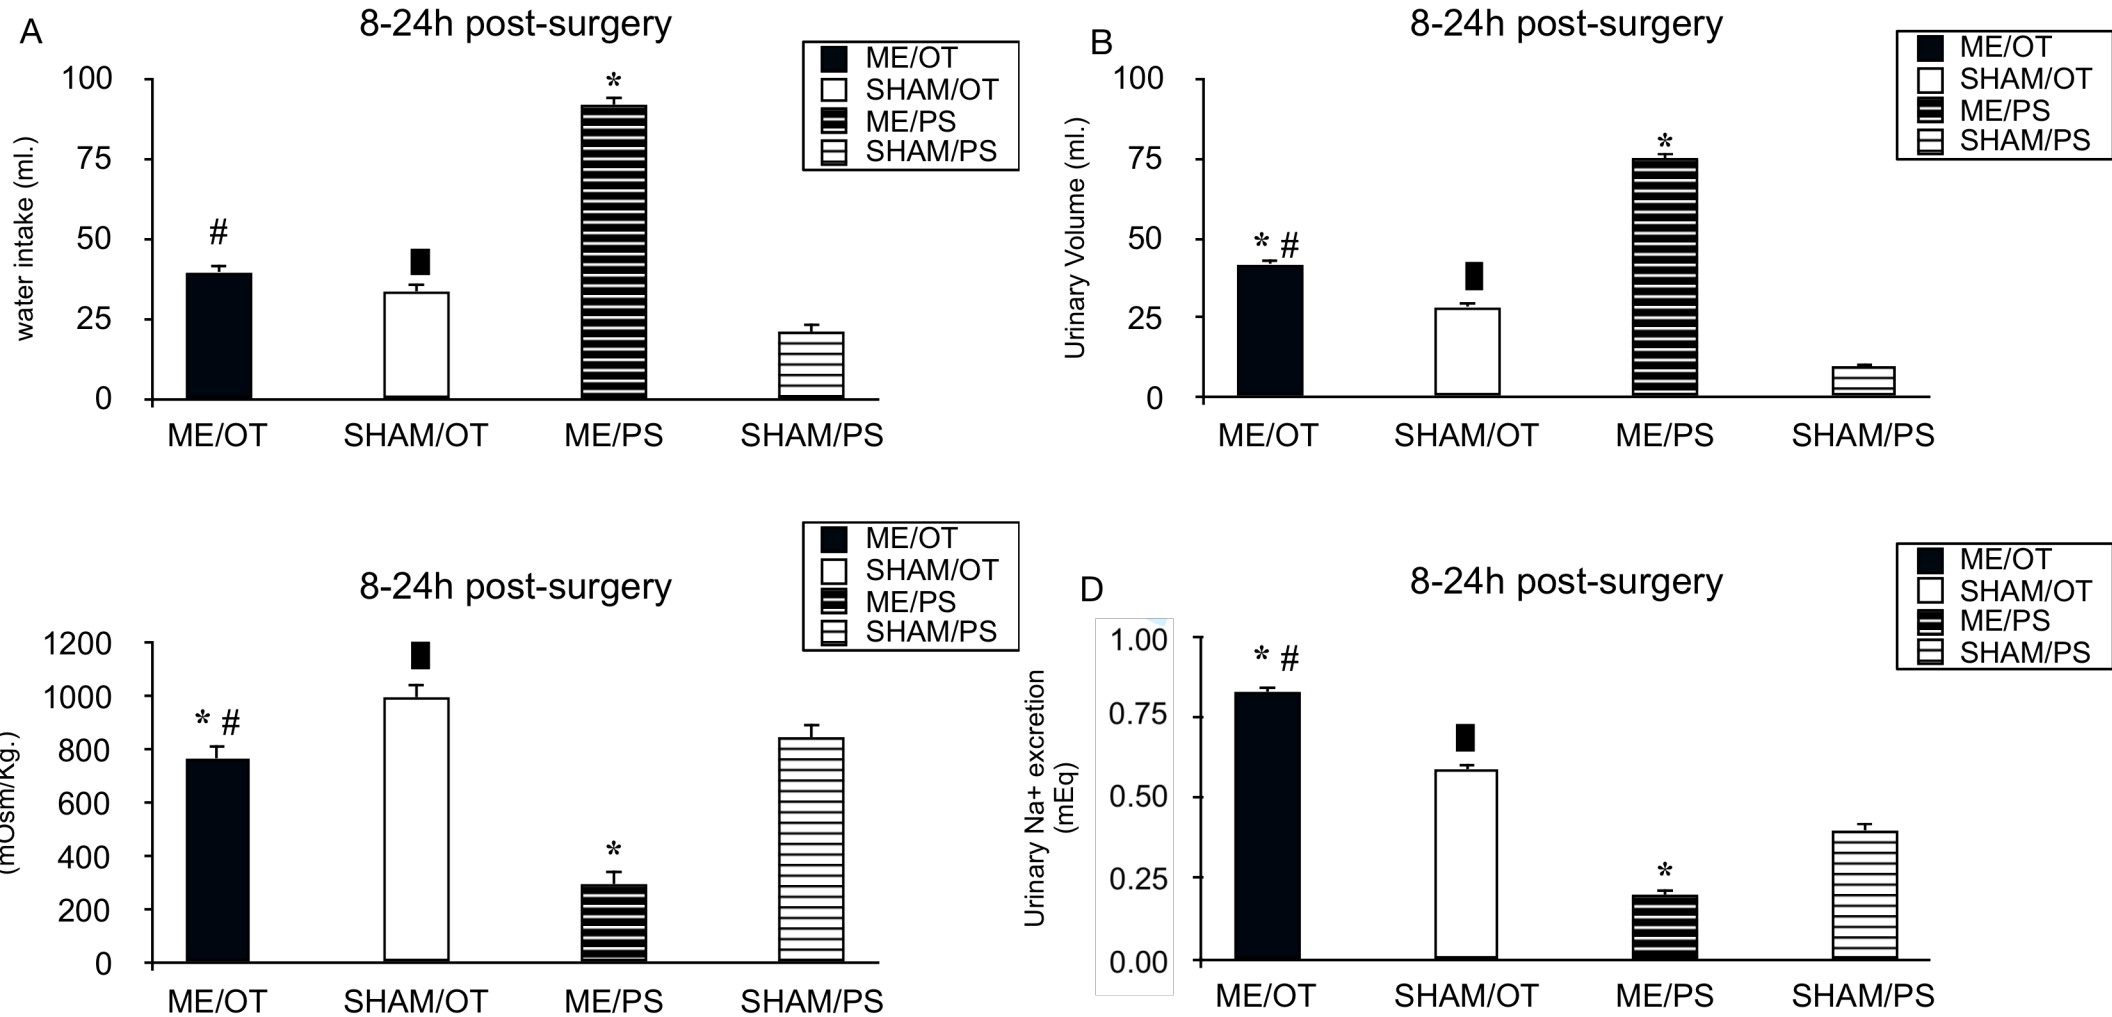 A
8-24h post-surgery
ME/OT
SHAM/OT
ME/PS
SHAM/PS
water intake (ml.)
100
75
50
25
0
#
*
ME/OT SHAM/OT ME/PS SHAM/PS
B
8-24h post-surgery
ME/OT
SHAM/OT
ME/PS
SHAM/PS
Urinary Volume (ml.)
100
75
50
25
0
* #
*
ME/OT SHAM/OT ME/PS SHAM/PS
8-24h post-surgery
ME/OT
SHAM/OT
ME/PS
SHAM/PS
(mOsm/Kg.)
1200
1000
800
600
400
200
0
* #
*
ME/OT SHAM/OT ME/PS SHAM/PS
D
8-24h post-surgery
ME/OT
SHAM/OT
ME/PS
SHAM/PS
Urinary Na+ excretion
(mEq)
1.00
0.75
0.50
0.25
0.00
* #
*
ME/OT SHAM/OT ME/PS SHAM/PS